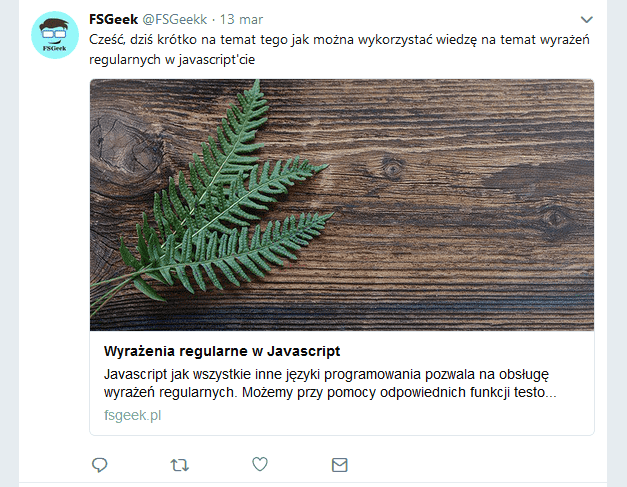 FSGeek @FSGeekk · 13 mar
FSGeek
Cześć, dziś krótko na temat tego jak można wykorzystać wiedzę na temat wyrażeń
regularnych w javascript'cie
Wyrażenia regularne w Javascript
Javascript jak wszystkie inne języki programowania pozwala na obsługę
wyrażeń regularnych. Możemy przy pomocy odpowiednich funkcji testo...
fsgeek.pl